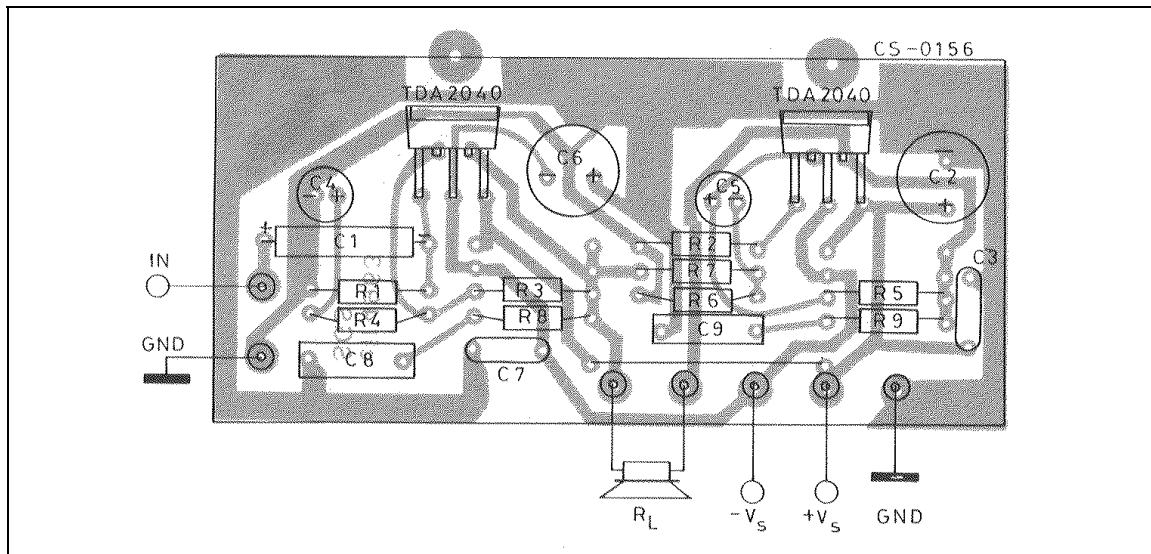 CS-0156
TDA2040
TDA2040
C6
C4
C5
C2
C1
R2
R7
R6
C3
IN
R1
R3
R5
R4
R8
R9
C9
GND
C8
C7
RL
-Vs
+Vs
GND